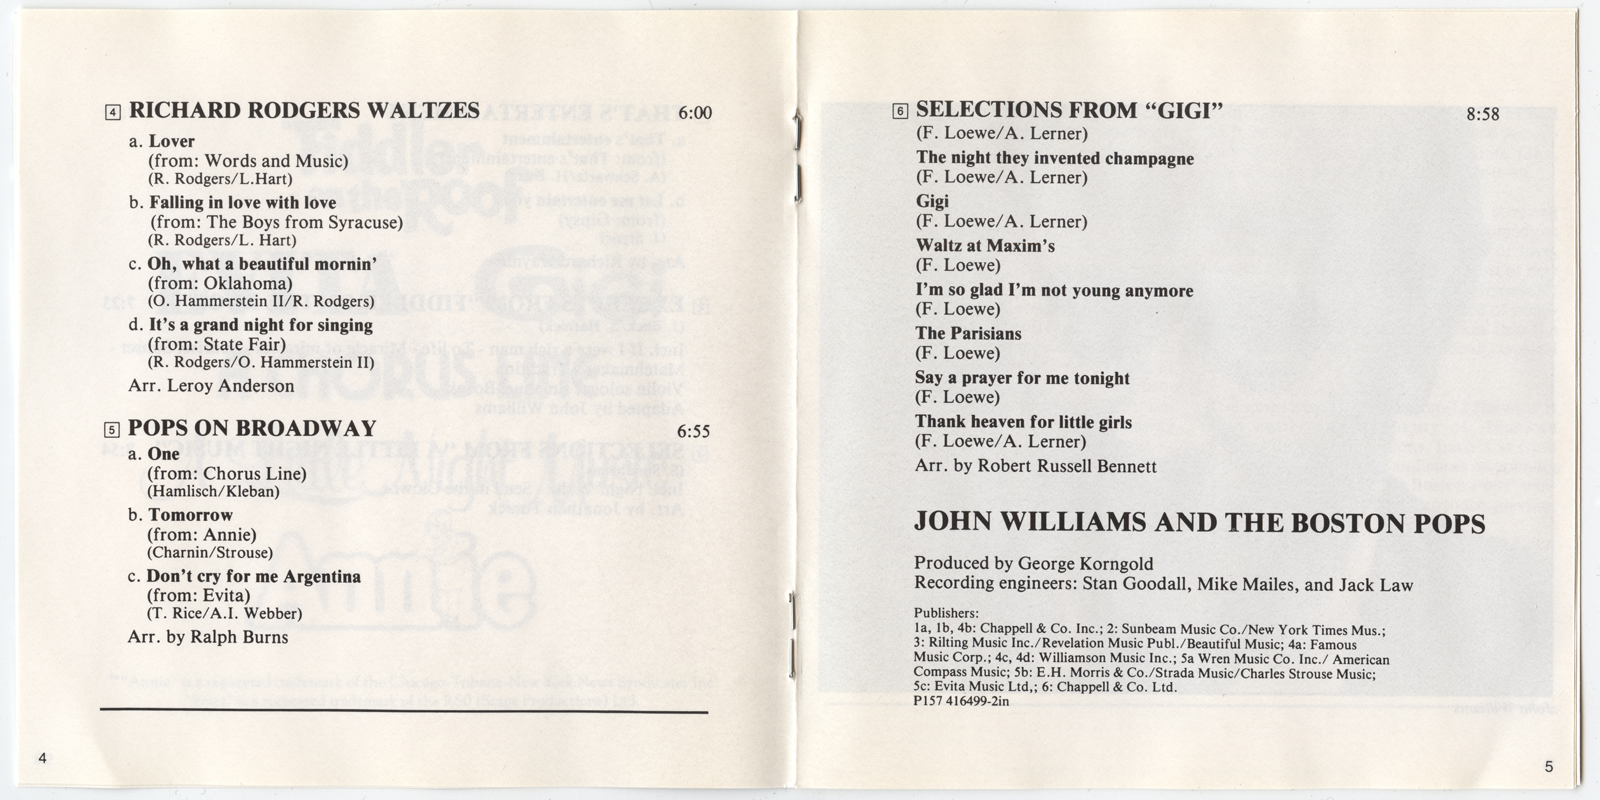 4 RICHARD RODGERS WALTZES 6:00
a. Lover
(from: Words and Music)
(R. Rodgers/L.Hart)
b. Falling in love with love
(from: The Boys from Syracuse)
(R. Rodgers/L. Hart)
c. Oh, what a beautiful mornin’
(from: Oklahoma)
(O. Hammerstein II/R. Rodgers)
d. It’s a grand night for singing
(from: State Fair)
(R. Rodgers/O. Hammerstein II)
Arr. Leroy Anderson
5 POPS ON BROADWAY 6:55
a. One
(from: Chorus Line)
(Hamlisch/Kleban)
b. Tomorrow
(from: Annie)
(Charnin/Strouse)
c. Don’t cry for me Argentina
(from: Evita)
(T. Rice/A.I. Webber)
Arr. by Ralph Burns
4
6 SELECTIONS FROM “GIGI” 8:58
(F. Loewe/A. Lerner)
The night they invented champagne
(F. Loewe/A. Lerner)
Gigi
(F. Loewe/A. Lerner)
Waltz at Maxim’s
(F. Loewe)
I’m so glad I’m not young anymore
(F. Loewe)
The Parisians
(F. Loewe)
Say a prayer for me tonight
(F. Loewe)
Thank heaven for little girls
(F. Loewe/A. Lerner)
Arr. by Robert Russell Bennett
JOHN WILLIAMS AND THE BOSTON POPS
Produced by George Korngold
Recording engineers: Stan Goodall, Mike Mailes, and Jack Law
Publishers:
1a, 1b, 4b: Chappell & Co. Inc.; 2: Sunbeam Music Co./New York Times Mus.;
3: Rilting Music Inc./Revelation Music Publ./Beautiful Music; 4a: Famous
Music Corp.; 4c, 4d: Williamson Music Inc.; 5a Wren Music Co. Inc./ American
Compass Music; 5b: E.H. Morris & Co./Strada Music/Charles Strouse Music;
5c: Evita Music Ltd,; 6: Chappell & Co. Ltd.
P157 416499-2in
5